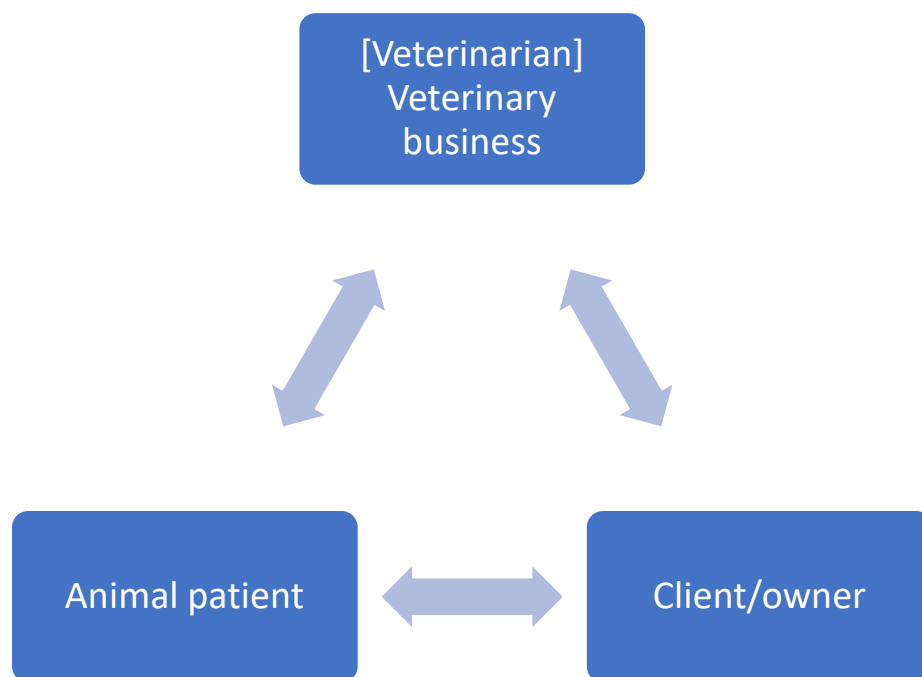 [Veterinarian]
Veterinary
business
Animal patient
Client/owner